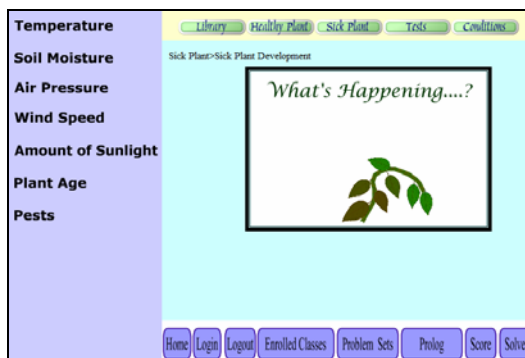 Temperature
Soil Moisture
Air Pressure
Wind Speed
Amount of Sunlight
Plant Age
Pests
Library Healthy Plant Sick Plant Tests Conditions
Sick Plant>Sick Plant Development
What's Happening....?
Home Login Logout Enrolled Classes Problem Sets Prolog Score Solve